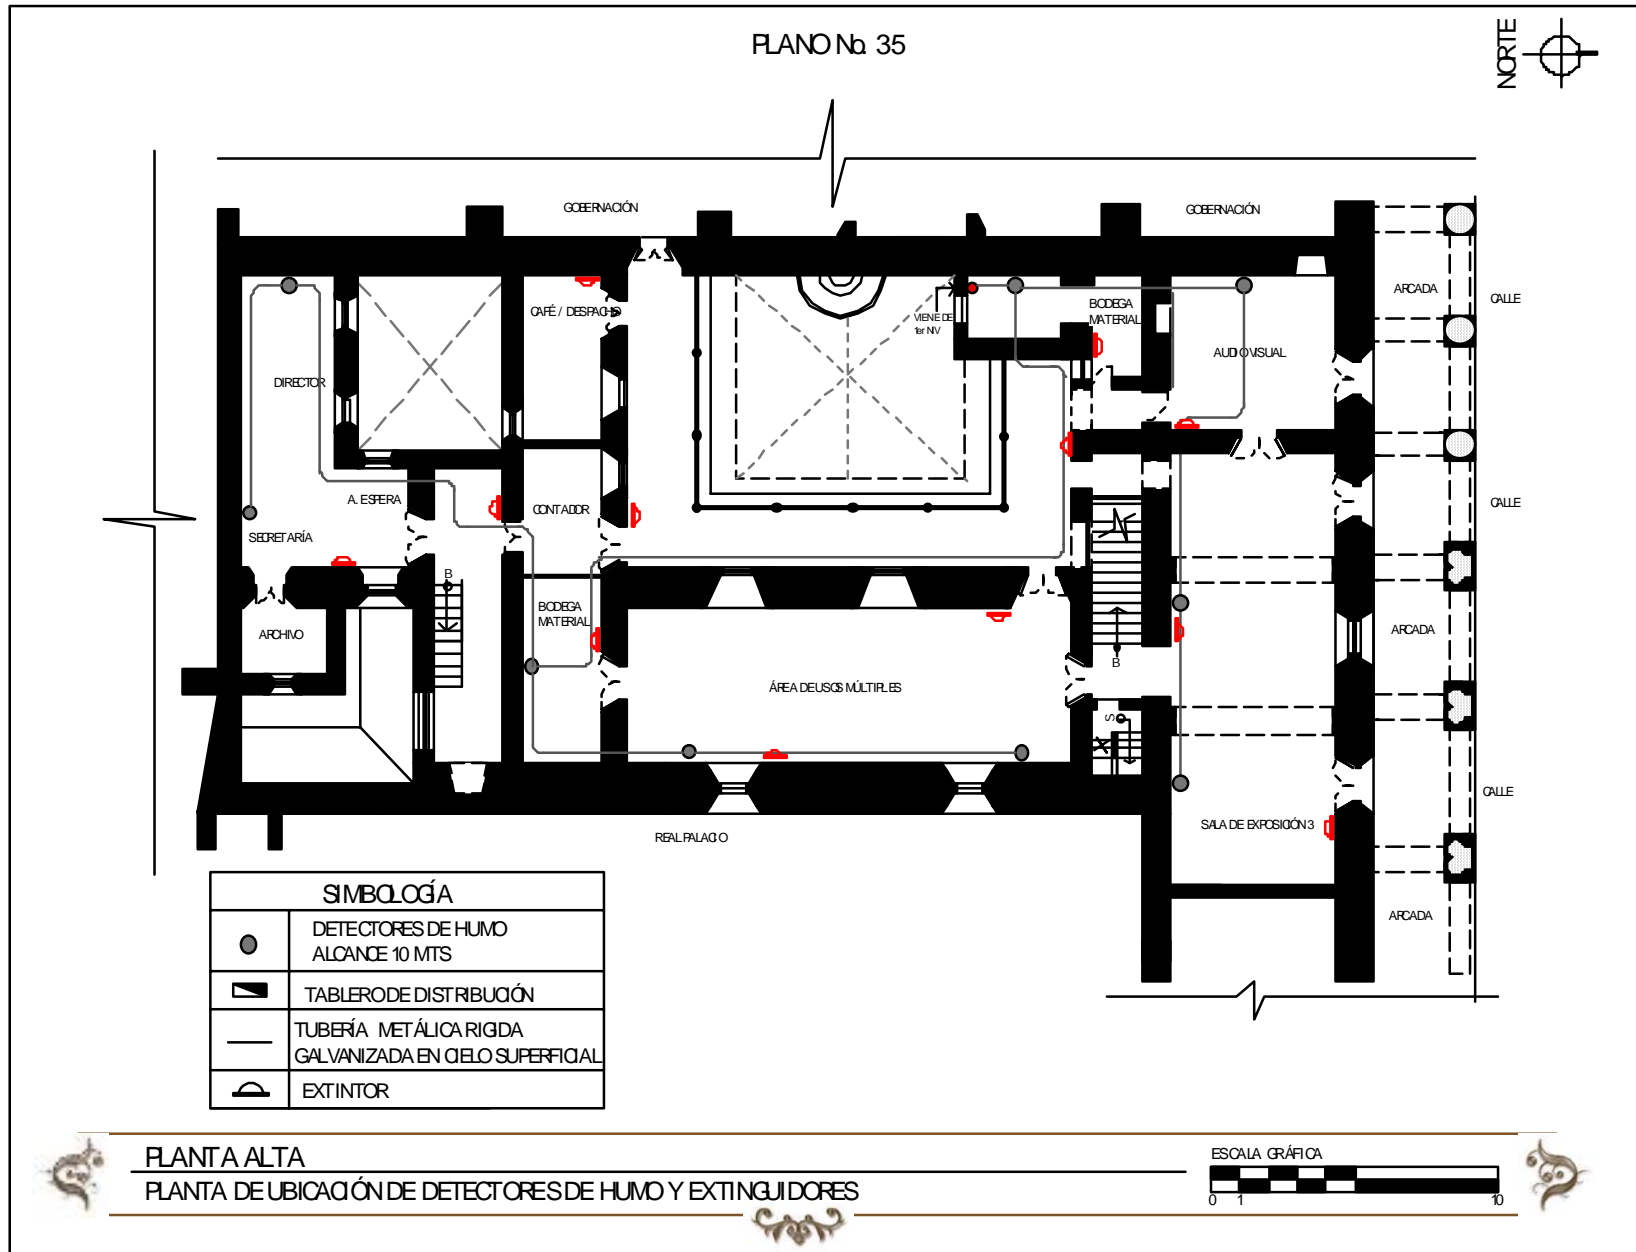 PLANO No. 35
NORTE
GOBERNACIÓN
GOBERNACIÓN
ARCADA
CALLE
CAFÉ / DESPACHO
VIENE DE
1er NIV
BODEGA
MATERIAL
AUDIOVISUAL
DIRECTOR
A. ESPERA
CONTADOR
CALLE
SECRETARÍA
B
BODEGA
MATERIAL
ARCHIVO
ARCADA
B
ÁREA DE USOS MÚLTIPLES
S
CALLE
SALA DE EXPOSICIÓN 3
REAL PALACIO
ARCADA
SIMBOLOGÍA
DETECTORES DE HUMO
ALCANCE 10 MTS
TABLERO DE DISTRIBUCIÓN
TUBERÍA METÁLICA RIGIDA
GALVANIZADA EN CIELO SUPERFICIAL
EXTINTOR
PLANTA ALTA
PLANTA DE UBICACIÓN DE DETECTORES DE HUMO Y EXTINGUIDORES
ESCALA GRÁFICA
0 1 10